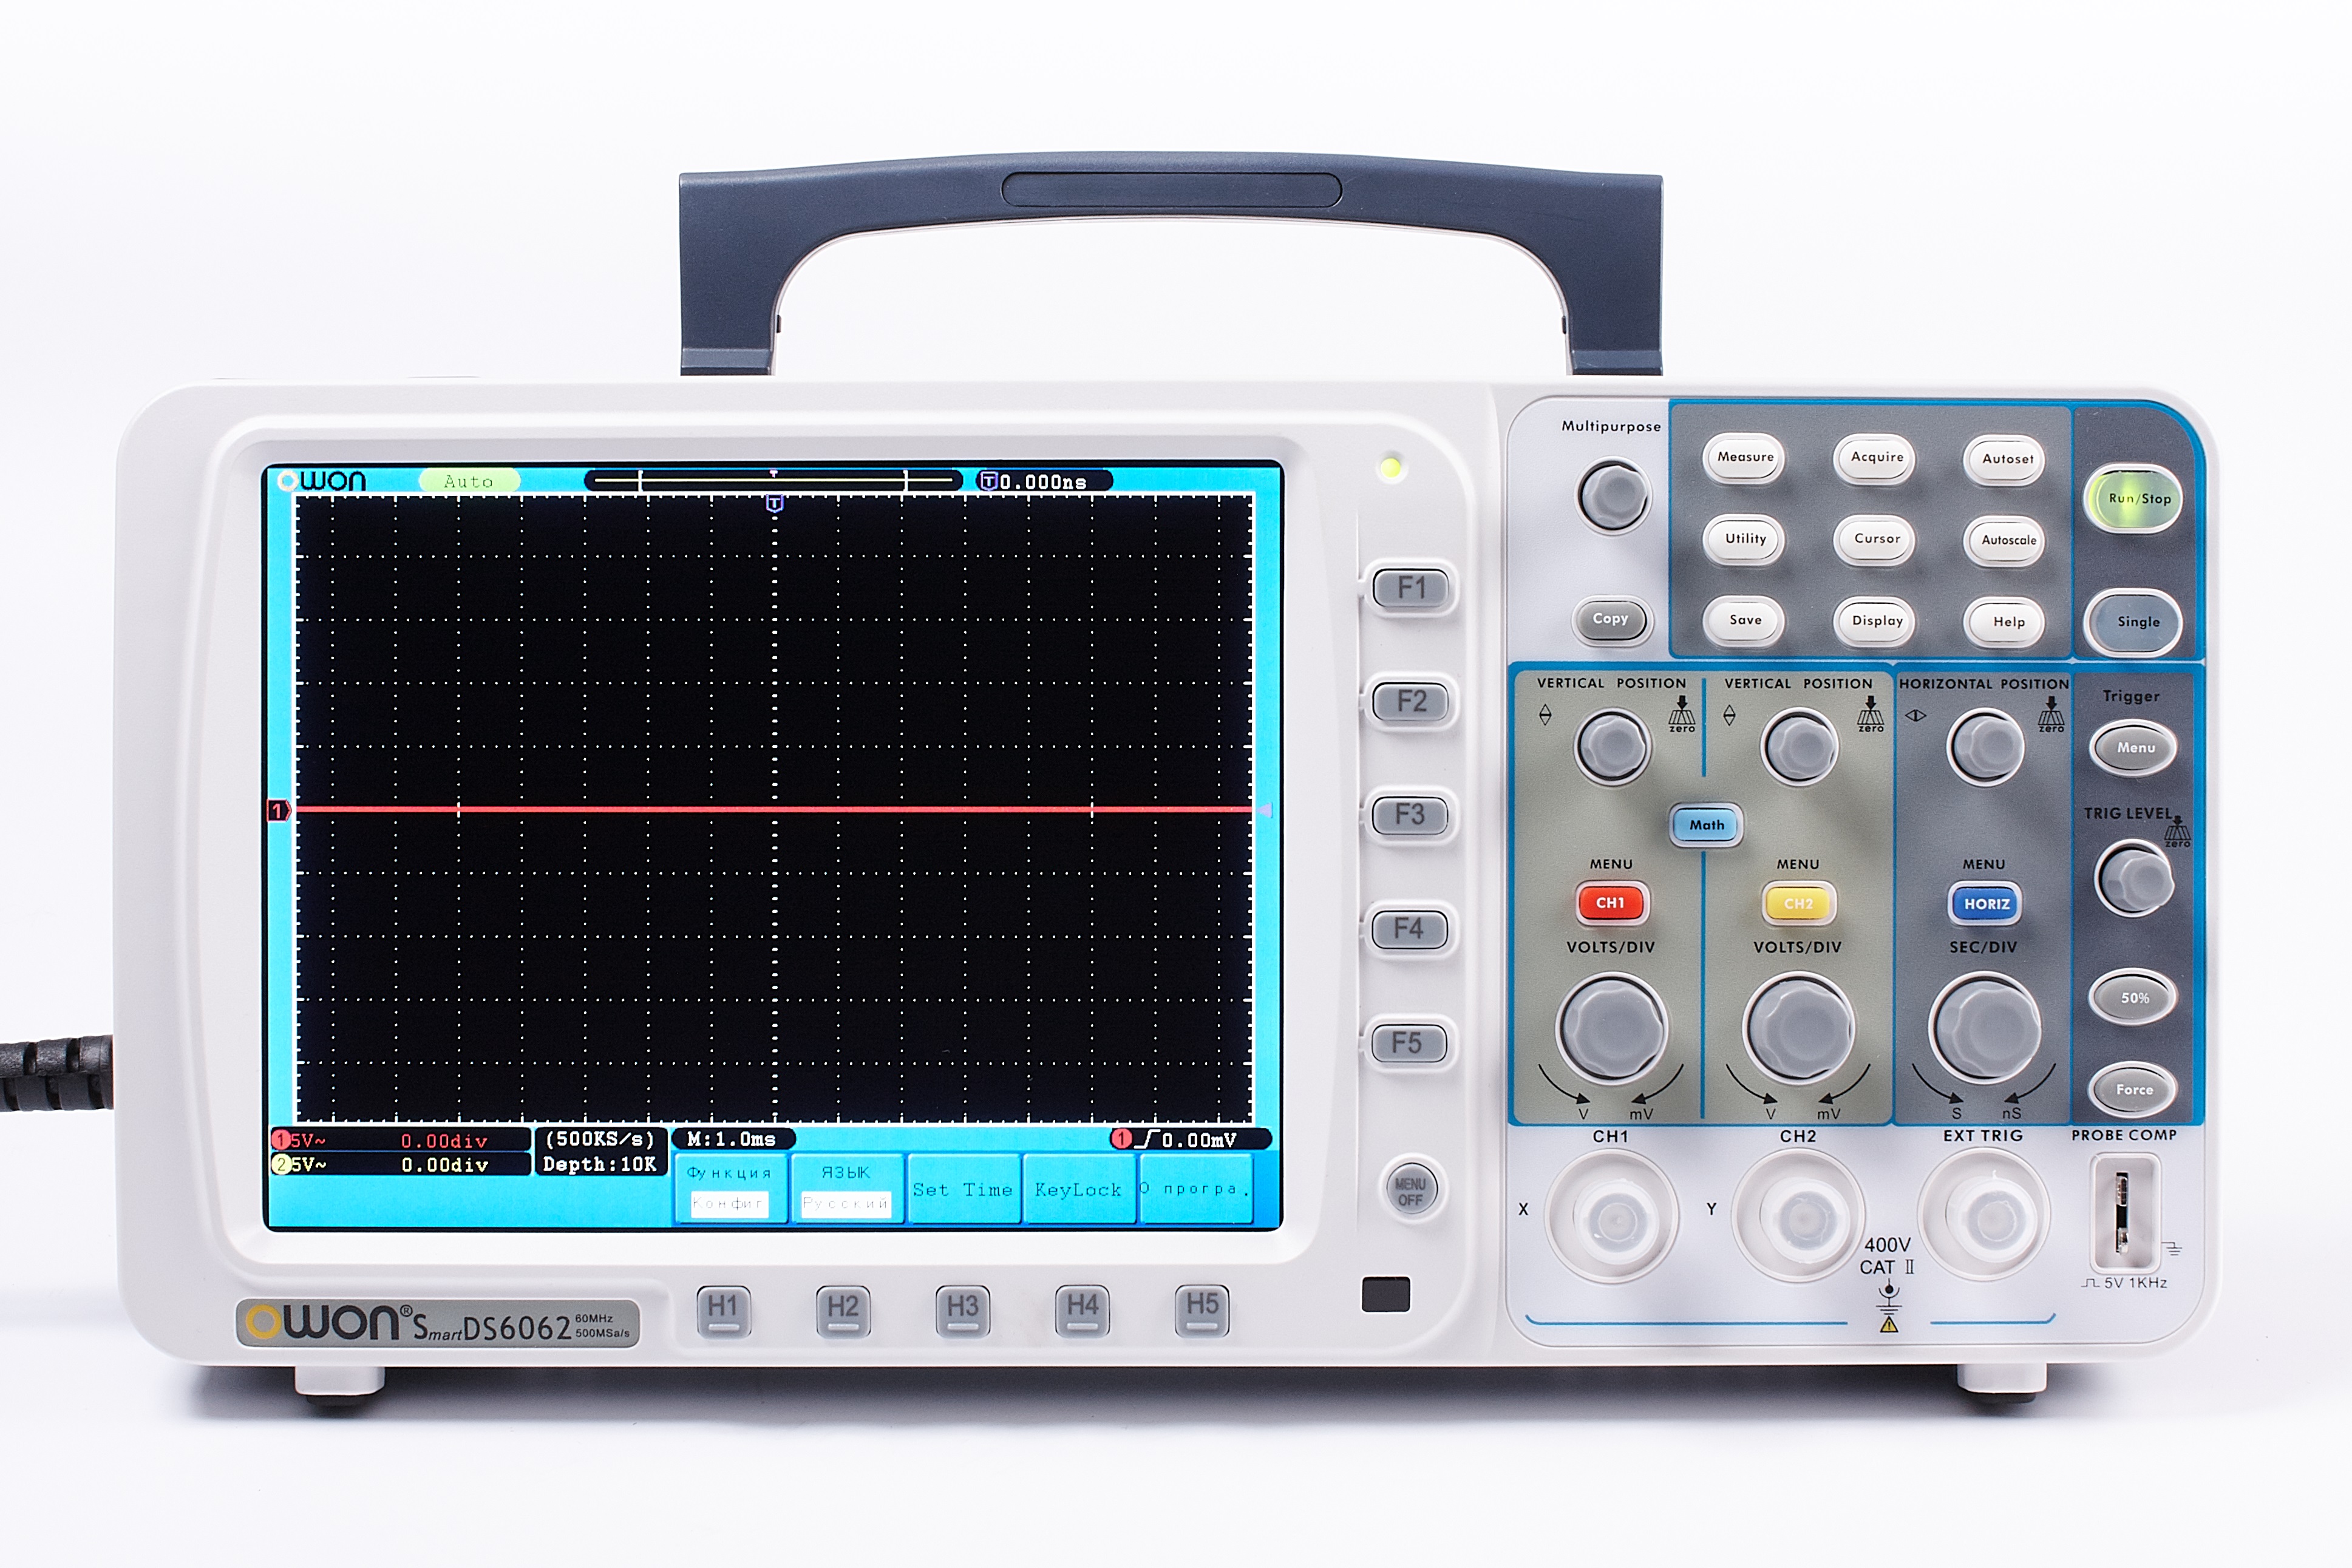 OWON
Auto
T 0.000ns
T
1
1 5V~ 0.00div
2 5V~ 0.00div
(500KS/s)
Depth:10K
M:1.0ms
1 0.00mV
Функция
Конфиг
ЯЗЫК
Русский
Set Time
KeyLock
О програ.
OWON® SmartDS6062 60MHz 500MSa/s
H1
H2
H3
H4
H5
F1
F2
F3
F4
F5
MENU
OFF
Multipurpose
Copy
Measure
Acquire
Autoset
Utility
Cursor
Autoscale
Save
Display
Help
Run/Stop
Single
VERTICAL POSITION
zero
VERTICAL POSITION
zero
HORIZONTAL POSITION
zero
Math
MENU
CH1
VOLTS/DIV
V mV
MENU
CH2
VOLTS/DIV
V mV
MENU
HORIZ
SEC/DIV
S nS
Trigger
Menu
TRIG LEVEL
zero
50%
Force
CH1
X
CH2
Y
EXT TRIG
400V
CAT II
PROBE COMP
5V 1KHz